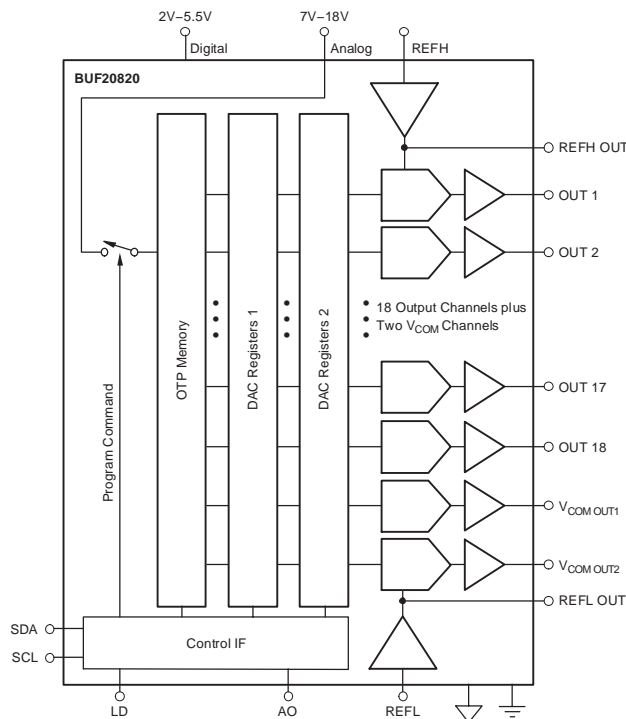 2V–5.5V
7V–18V
Digital
Analog
REFH
BUF20820
REFH OUT
OUT 1
OUT 2
18 Output Channels plus
Two VCOM Channels
OTP Memory
DAC Registers 1
DAC Registers 2
Program Command
OUT 17
OUT 18
VCOM OUT1
VCOM OUT2
REFL OUT
SDA
SCL
Control IF
LD
AO
REFL